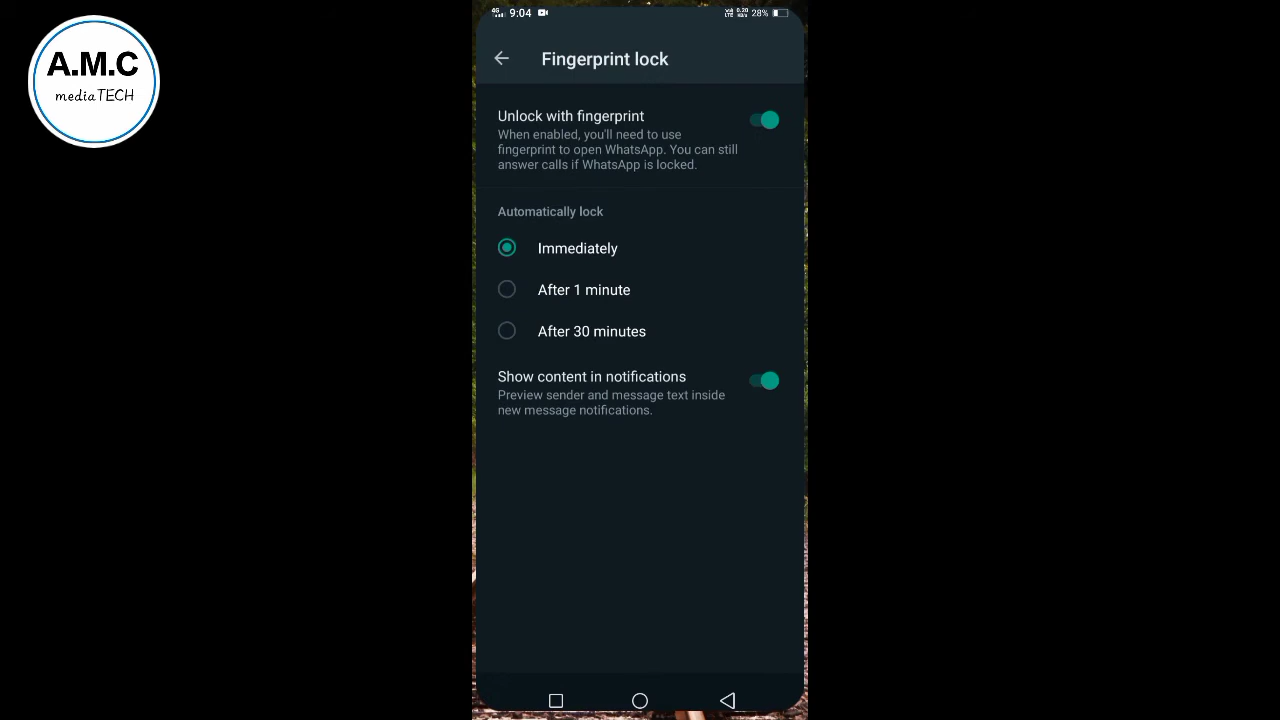 A.M.C
mediaTECH
4G 9:04 28%
Fingerprint lock
Unlock with fingerprint
When enabled, you'll need to use
fingerprint to open WhatsApp. You can still
answer calls if WhatsApp is locked.
Automatically lock
Immediately
After 1 minute
After 30 minutes
Show content in notifications
Preview sender and message text inside
new message notifications.